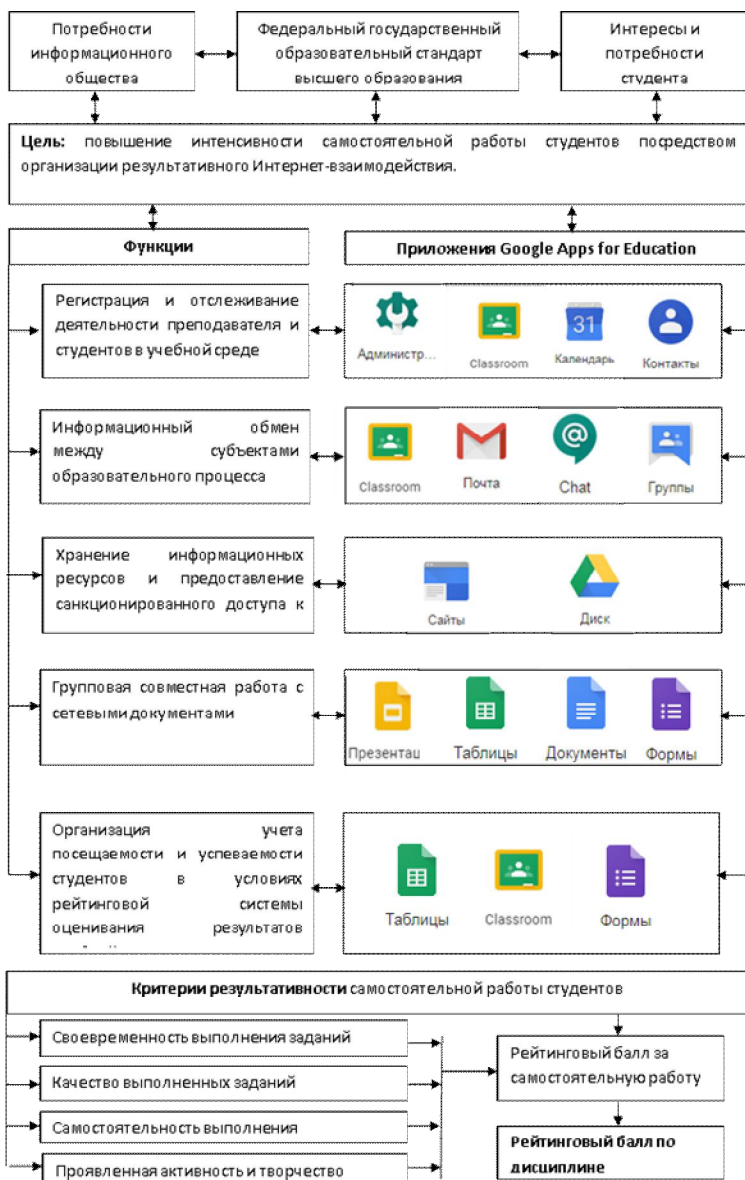 Потребности
информационного
общества
Федеральный государственный
образовательный стандарт
высшего образования
Интересы и
потребности
студента
Цель: повышение интенсивности самостоятельной работы студентов посредством
организации результативного Интернет-взаимодействия.
Функции
Приложения Google Apps for Education
Регистрация и отслеживание
деятельности преподавателя и
студентов в учебной среде
Администр...
Classroom
31
Календарь
Контакты
Информационный обмен
между субъектами
образовательного процесса
Classroom
Почта
@
Chat
Группы
Хранение информационных
ресурсов и предоставление
санкционированного доступа к
Сайты
Диск
Групповая совместная работа с
сетевыми документами
Презентац
Таблицы
Документы
Формы
Организация учета
посещаемости и успеваемости
студентов в условиях
рейтинговой системы
оценивания результатов
Таблицы
Classroom
Формы
Критерии результативности самостоятельной работы студентов
Своевременность выполнения заданий
Качество выполненных заданий
Самостоятельность выполнения
Проявленная активность и творчество
Рейтинговый балл за
самостоятельную работу
Рейтинговый балл по
дисциплине